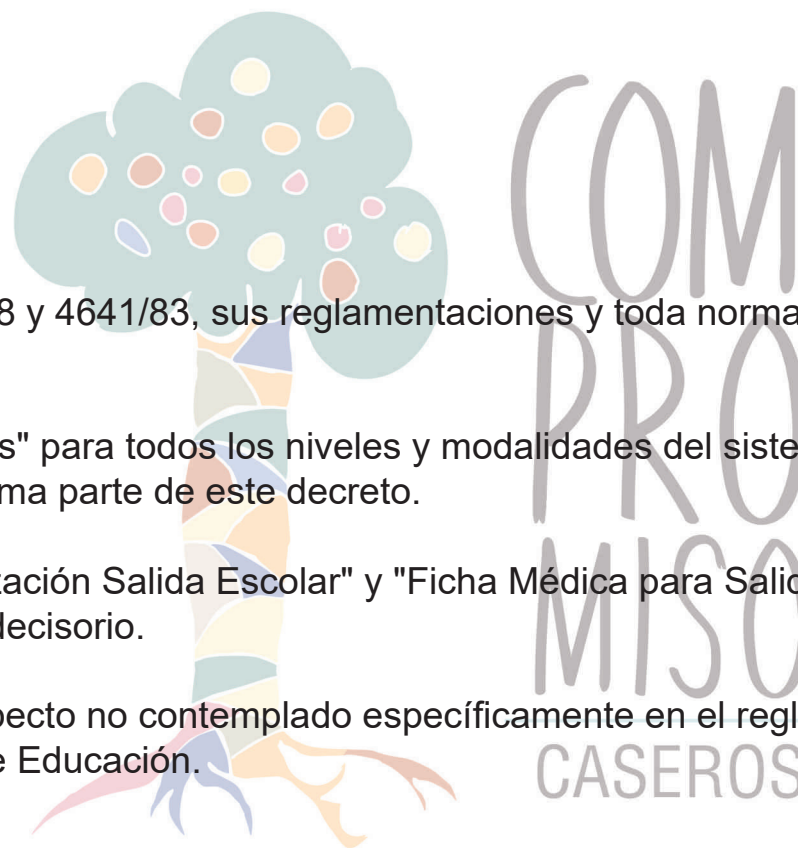 COM
8 y 4641/83, sus reglamentaciones y toda norma
PRO
s" para todos los niveles y modalidades del siste
ma parte de este decreto.
MISO
tación Salida Escolar" y "Ficha Médica para Salid
decisorio.
pecto no contemplado específicamente en el regl
e Educación.
CASEROS